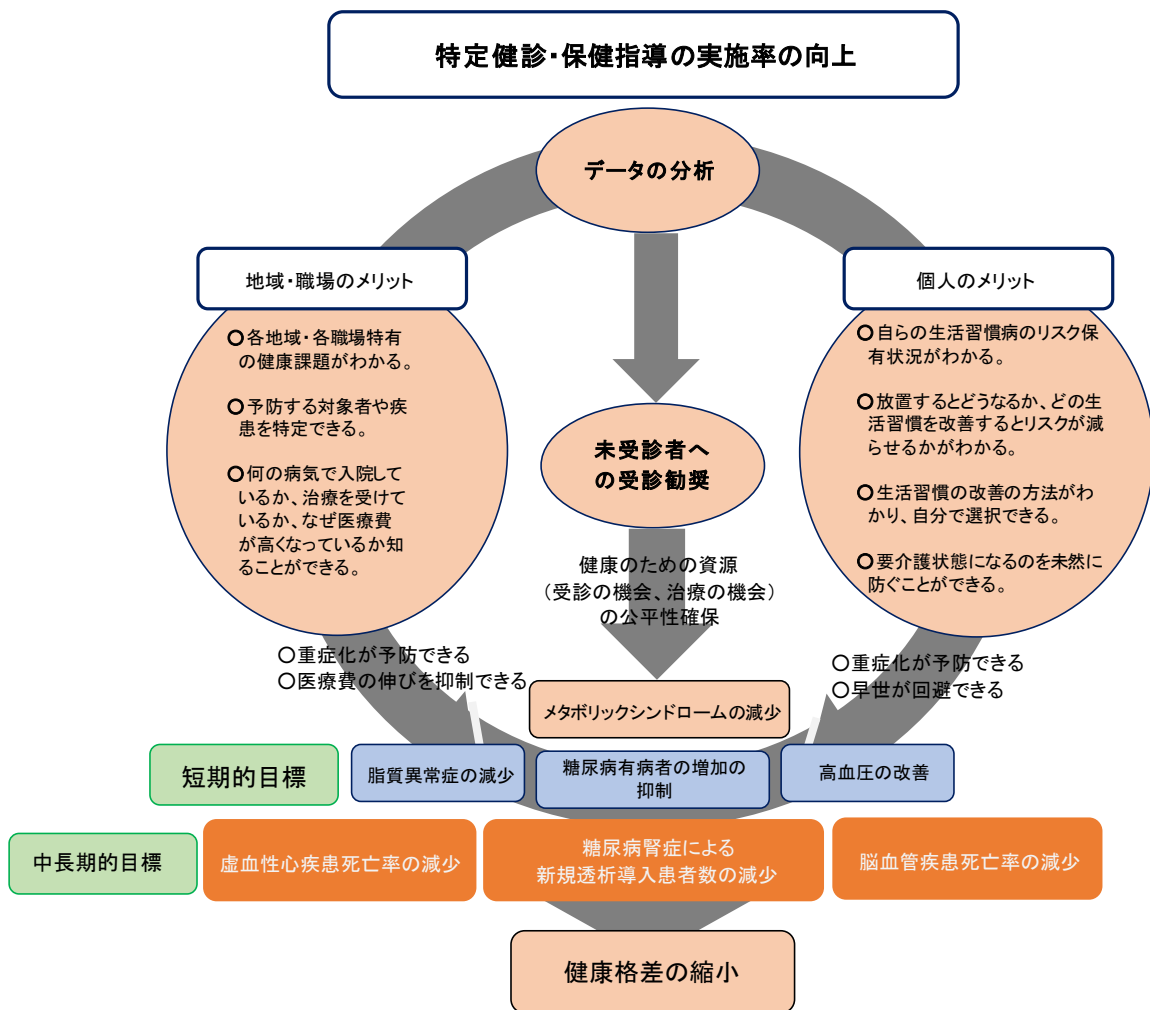 特定健診・保健指導の実施率の向上
データの分析
地域・職場のメリット
○各地域・各職場特有
の健康課題がわかる。
○予防する対象者や疾
患を特定できる。
○何の病気で入院して
いるか、治療を受けて
いるか、なぜ医療費
が高くなっているか知
ることができる。
個人のメリット
○自らの生活習慣病のリスク保
有状況がわかる。
○放置するとどうなるか、どの生
活習慣を改善するとリスクが減
らせるかがわかる。
○生活習慣の改善の方法がわ
かり、自分で選択できる。
○要介護状態になるのを未然に
防ぐことができる。
未受診者へ
の受診勧奨
健康のための資源
（受診の機会、治療の機会）
の公平性確保
○重症化が予防できる
○医療費の伸びを抑制できる
○重症化が予防できる
○早世が回避できる
メタボリックシンドロームの減少
短期的目標
脂質異常症の減少
糖尿病有病者の増加の
抑制
高血圧の改善
中長期的目標
虚血性心疾患死亡率の減少
糖尿病腎症による
新規透析導入患者数の減少
脳血管疾患死亡率の減少
健康格差の縮小